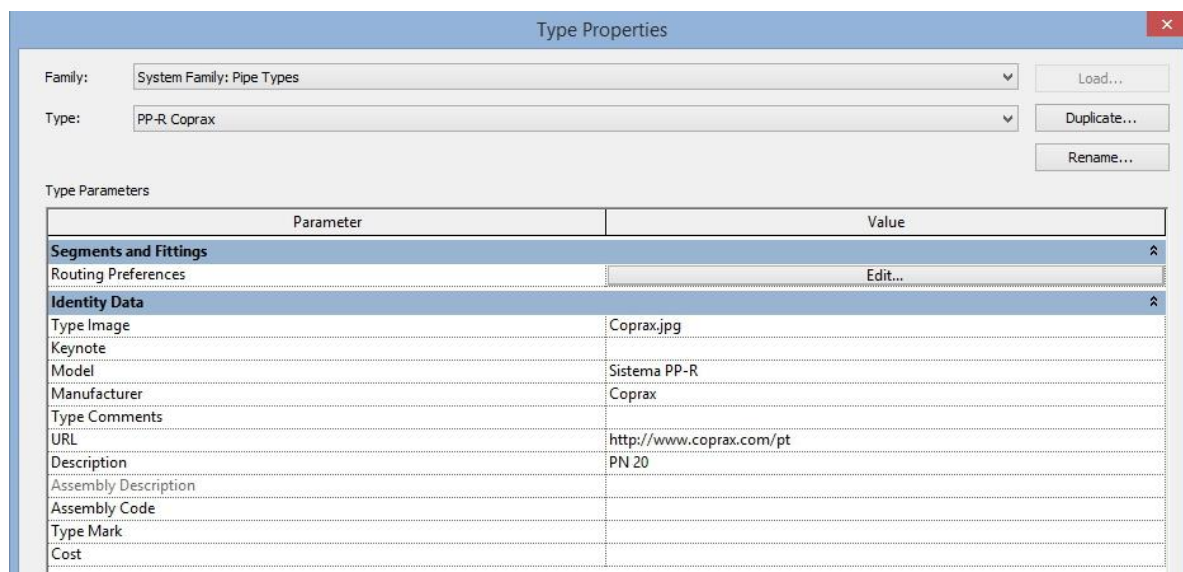 Type Properties
Family: System Family: Pipe Types Load...
Type: PP-R Coprax Duplicate...
Rename...
Type Parameters
Parameter Value
Segments and Fittings
Routing Preferences Edit...
Identity Data
Type Image Coprax.jpg
Keynote
Model Sistema PP-R
Manufacturer Coprax
Type Comments
URL http://www.coprax.com/pt
Description PN 20
Assembly Description
Assembly Code
Type Mark
Cost